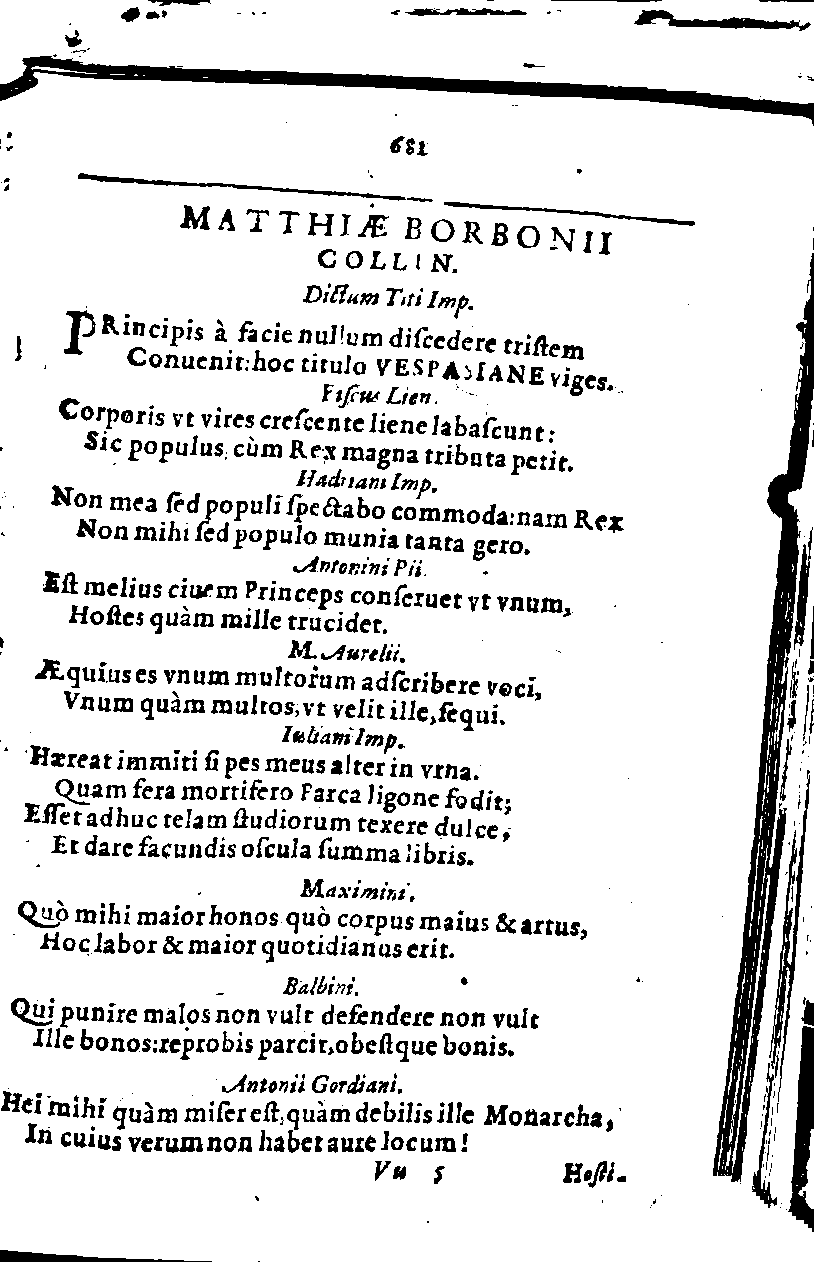 681
MATTHIÆ BORBONII
COLLIN.
Dictum Titi Imp.
PRincipis à facie nullum diſcedere triſtem
Conuenit: hoc titulo VESPASIANE viges.
Fiſcus Lien.
Corporis vt vires creſcente liene labaſcunt:
Sic populus, cùm Rex magna tributa petit.
Hadriani Imp.
Non mea ſed populi ſpectabo commoda: nam Rex
Non mihi ſed populo munia tanta gero.
Antonini Pii.
Eſt melius ciuem Princeps conſeruet vt vnum,
Hoſtes quàm mille trucidet.
M. Aurelii.
Æquius es vnum multorum adſcribere voci,
Vnum quàm multos, vt velit ille, ſequi.
Iuliani Imp.
Hæreat immiti ſi pes meus alter in vrna.
Quam fera mortifero Parca ligone fodit;
Eſſet adhuc telam ſtudiorum texere dulce,
Et dare facundis oſcula ſumma libris.
Maximini.
Quò mihi maior honos quò corpus maius & artus,
Hoc labor & maior quotidianus erit.
Balbini.
Qui punire malos non vult defendere non vult
Ille bonos: reprobis parcit, obeſtque bonis.
Antonii Gordiani.
Hei mihi quàm miſer eſt, quàm debilis ille Monarcha,
In cuius verum non habet aure locum!
Vu 5 Hoſti-